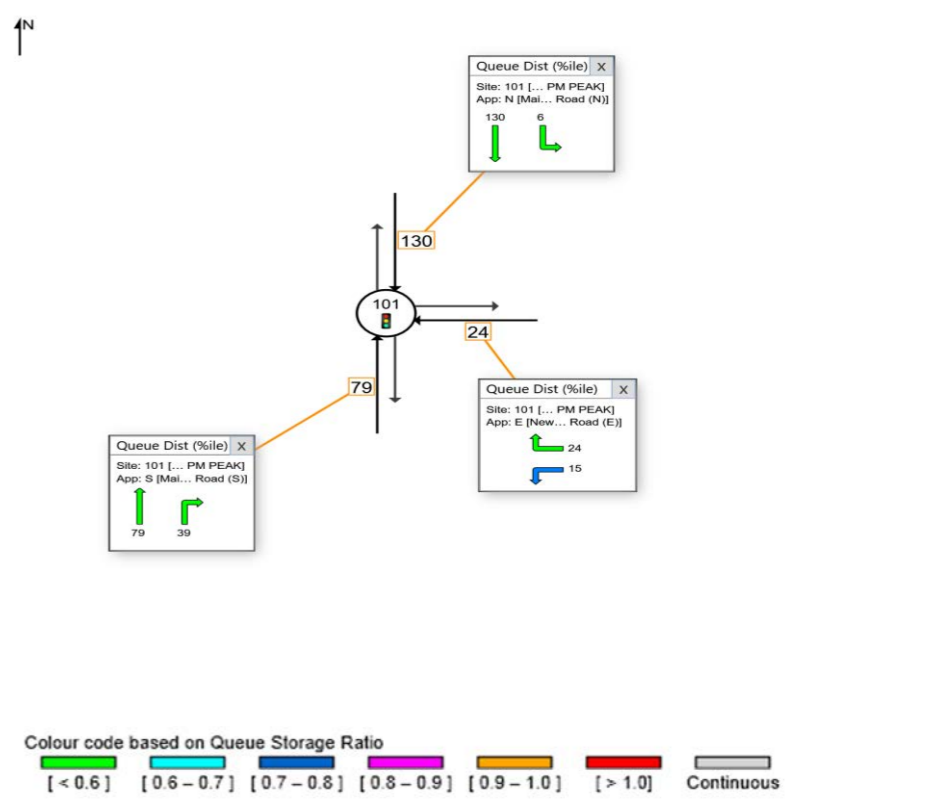 N
Queue Dist (%ile) X
Site: 101 [... PM PEAK]
App: N [Mai... Road (N)]
130 6
130
101
24
79
Queue Dist (%ile) X
Site: 101 [... PM PEAK]
App: E [New... Road (E)]
24
15
Queue Dist (%ile) X
Site: 101 [... PM PEAK]
App: S [Mai... Road (S)]
79 39
Colour code based on Queue Storage Ratio
[ < 0.6 ] [ 0.6 – 0.7 ] [ 0.7 – 0.8 ] [ 0.8 – 0.9 ] [ 0.9 – 1.0 ] [ > 1.0] Continuous